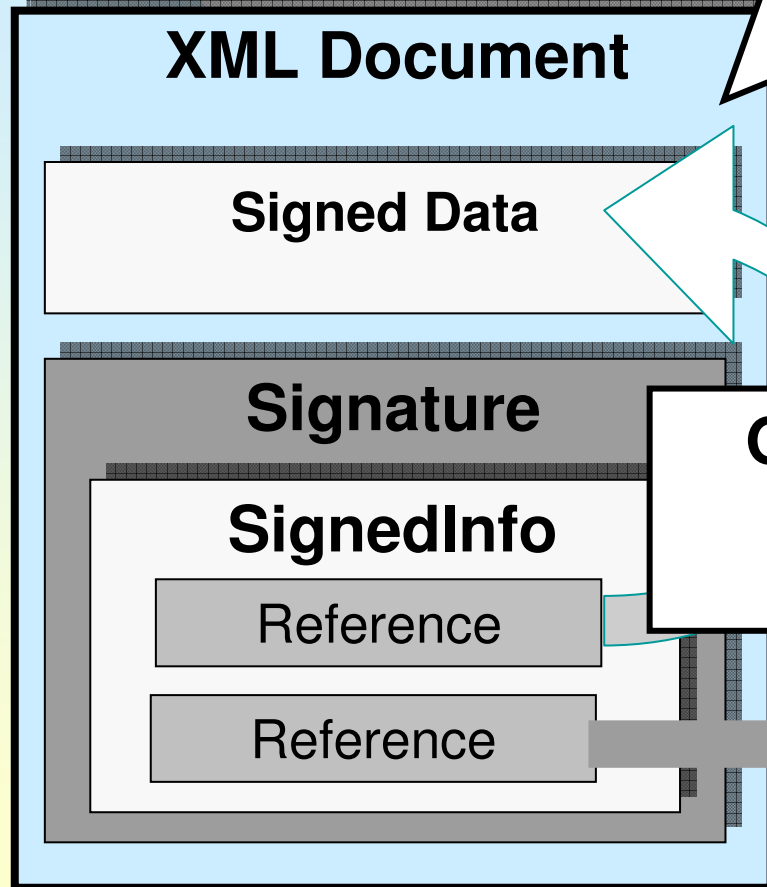 XML Document
Signed Data
Signature
SignedInfo
Reference
Reference